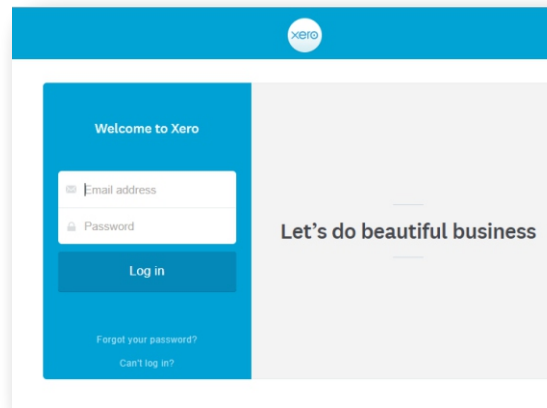 xero
Welcome to Xero
Email address
Password
Log in
Forgot your password?
Can't log in?
Let's do beautiful business